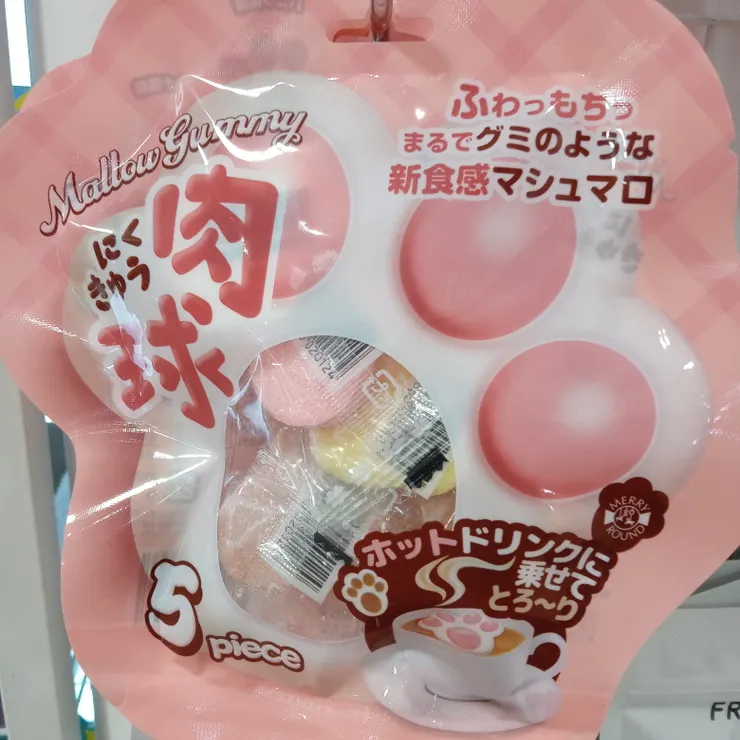 Mallow Gummy
にくきゅう
肉球
ふわっもちっ
まるでグミのような
新食感マシュマロ
MERRY
ROUND
ホットドリンクに
乗せて
とろ〜り
5 piece
FR